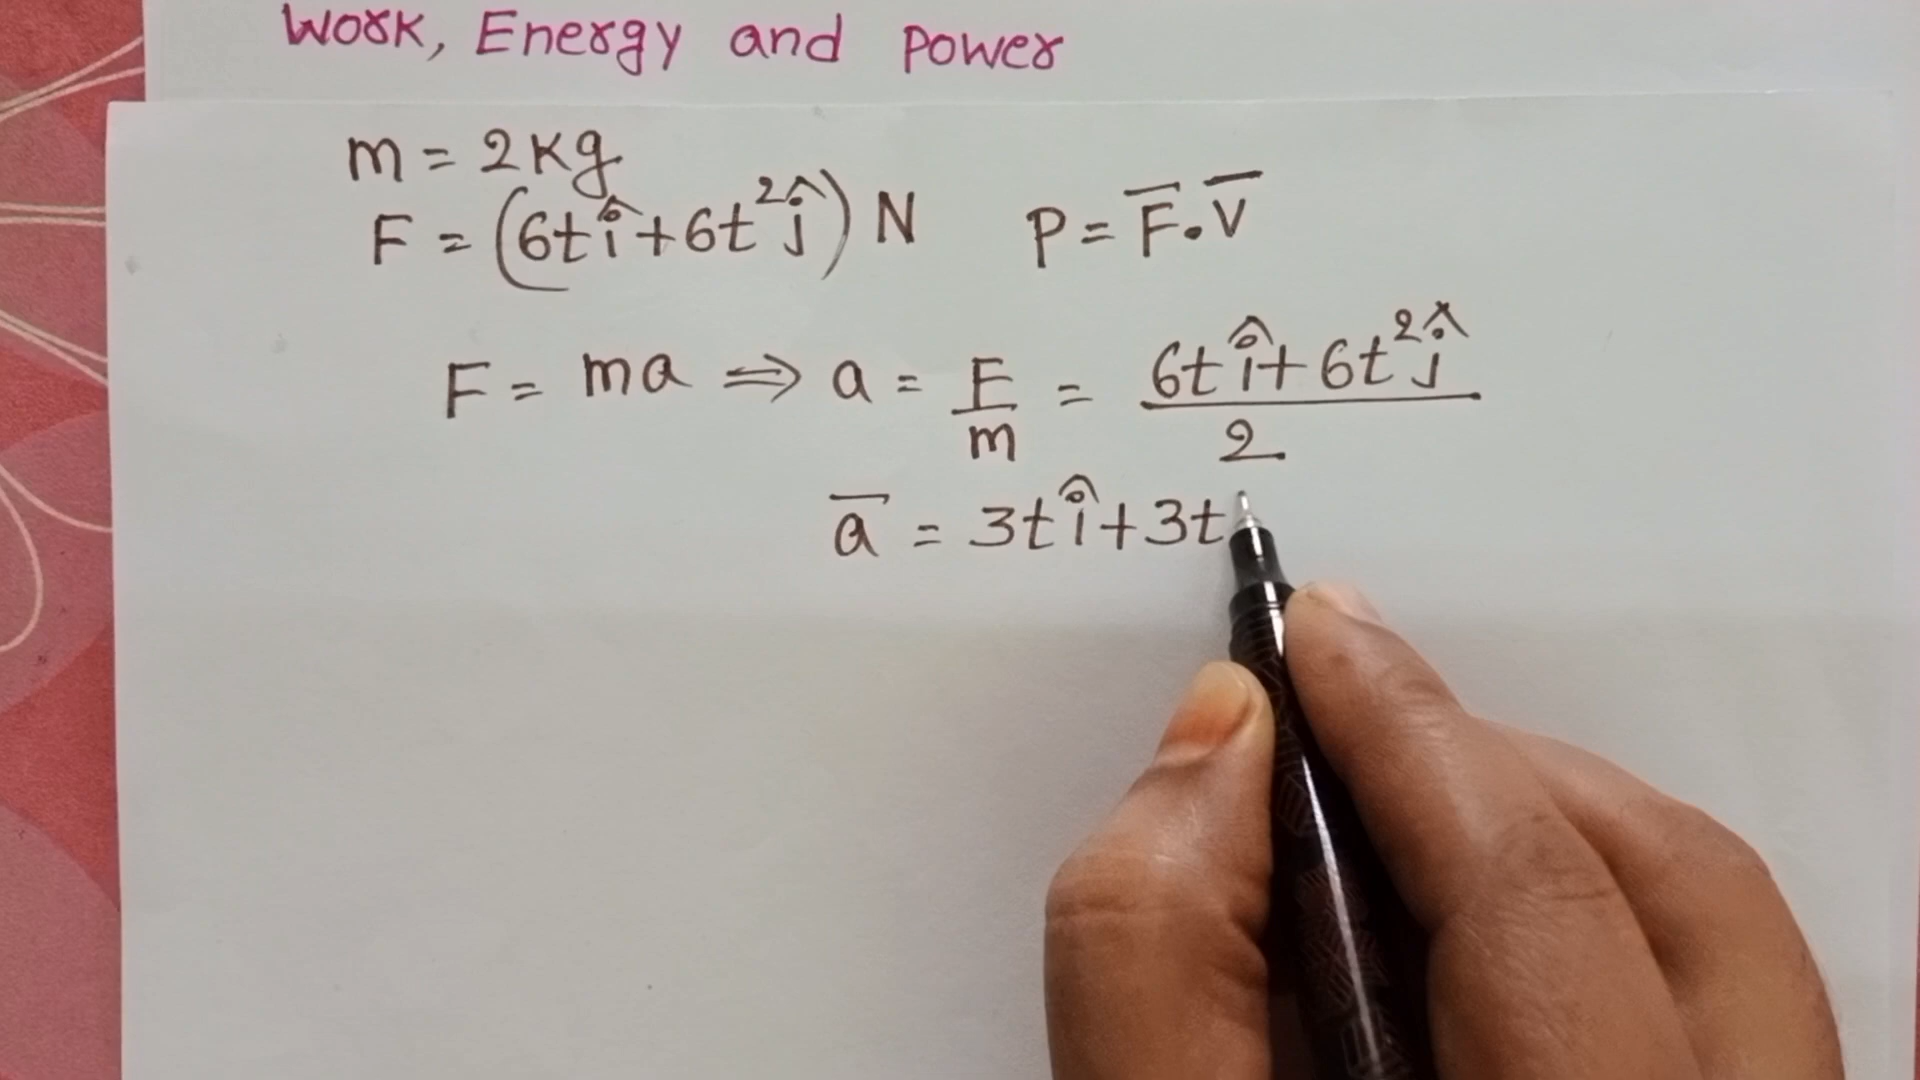 Work, Energy and Power
m = 2Kg
F = (6t î + 6t² ĵ) N P = F̅ . V̅
F = ma ⇒ a = F/m = (6t î + 6t² ĵ)/2
a̅ = 3t î + 3t